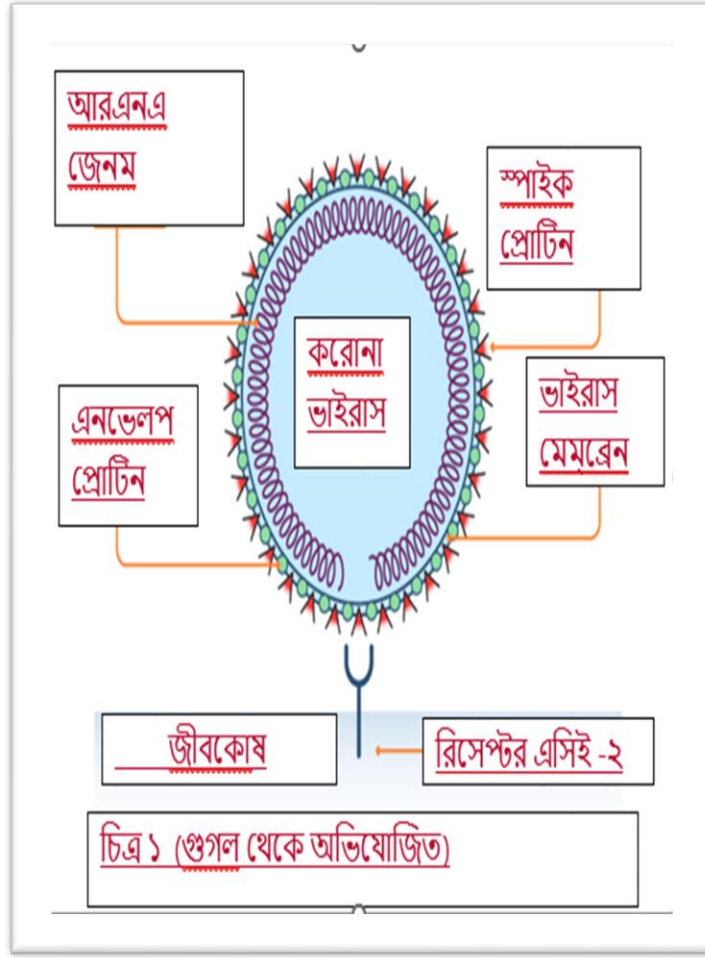 আরএনএ
জেনম
স্পাইক
প্রোটিন
করোনা
ভাইরাস
এনভেলপ
প্রোটিন
ভাইরাস
মেমব্রেন
জীবকোষ
রিসেপ্টর এসিই -২
চিত্র ১ (গুগল থেকে অভিযোজিত)